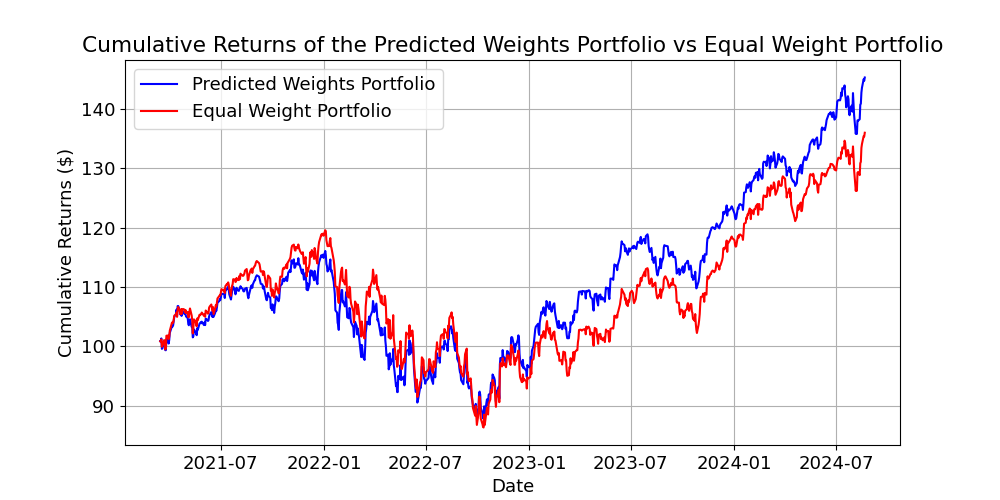 Cumulative Returns of the Predicted Weights Portfolio vs Equal Weight Portfolio
Predicted Weights Portfolio
Equal Weight Portfolio
Cumulative Returns ($)
140
130
120
110
100
90
2021-07 2022-01 2022-07 2023-01 2023-07 2024-01 2024-07
Date